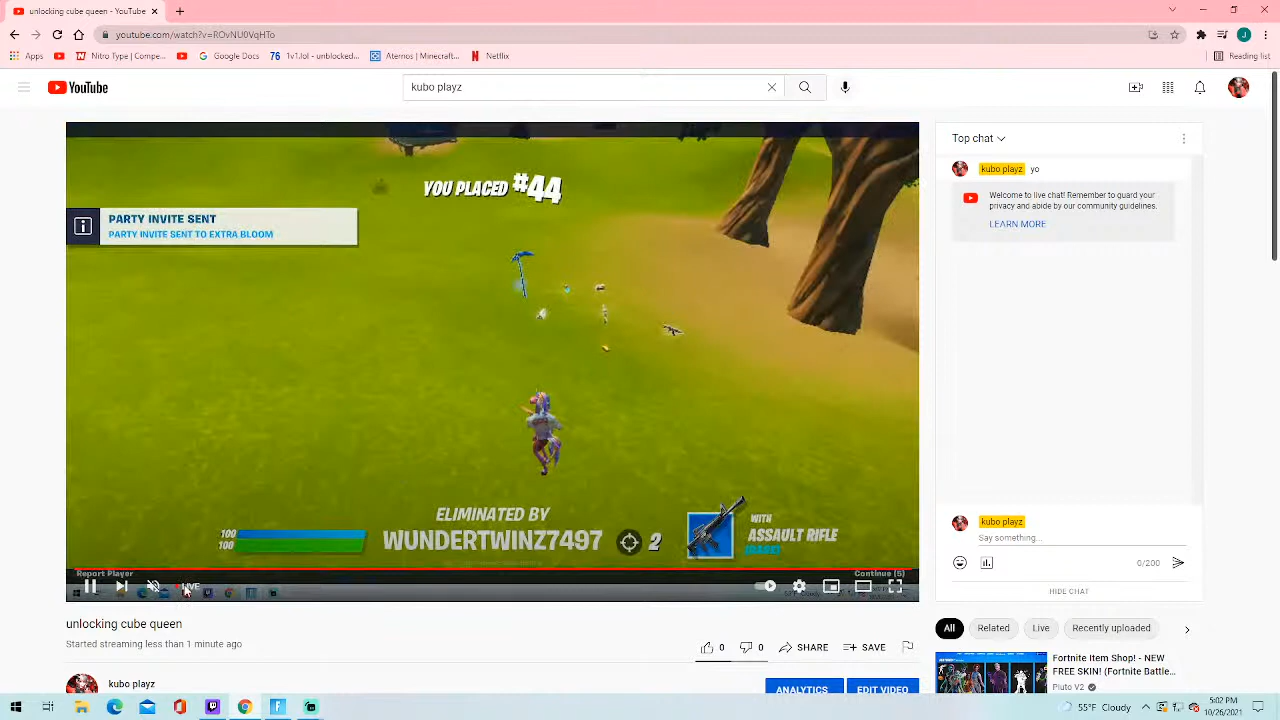 unlocking cube queen - YouTube
youtube.com/watch?v=ROvNU0VqHTo
Apps
Nitro Type | Compe...
Google Docs
76 1v1.lol - unblocked...
Aternos | Minecraft...
Netflix
Reading list
YouTube
kubo playz
YOU PLACED #44
PARTY INVITE SENT
PARTY INVITE SENT TO EXTRA BLOOM
Top chat
kubo playz yo
Welcome to live chat! Remember to guard your
privacy and abide by our community guidelines.
LEARN MORE
ELIMINATED BY
WUNDERTWINZ7497
2
WITH
ASSAULT RIFLE
100
100
Report Player
Continue (5)
LIVE
kubo playz
Say something...
0/200
HIDE CHAT
unlocking cube queen
Started streaming less than 1 minute ago
0
0
SHARE
SAVE
kubo playz
ANALYTICS
EDIT VIDEO
All
Related
Live
Recently uploaded
Fortnite Item Shop! - NEW
FREE SKIN! (Fortnite Battle...
Pluto V2
55°F Cloudy
5:02 PM
10/26/2021